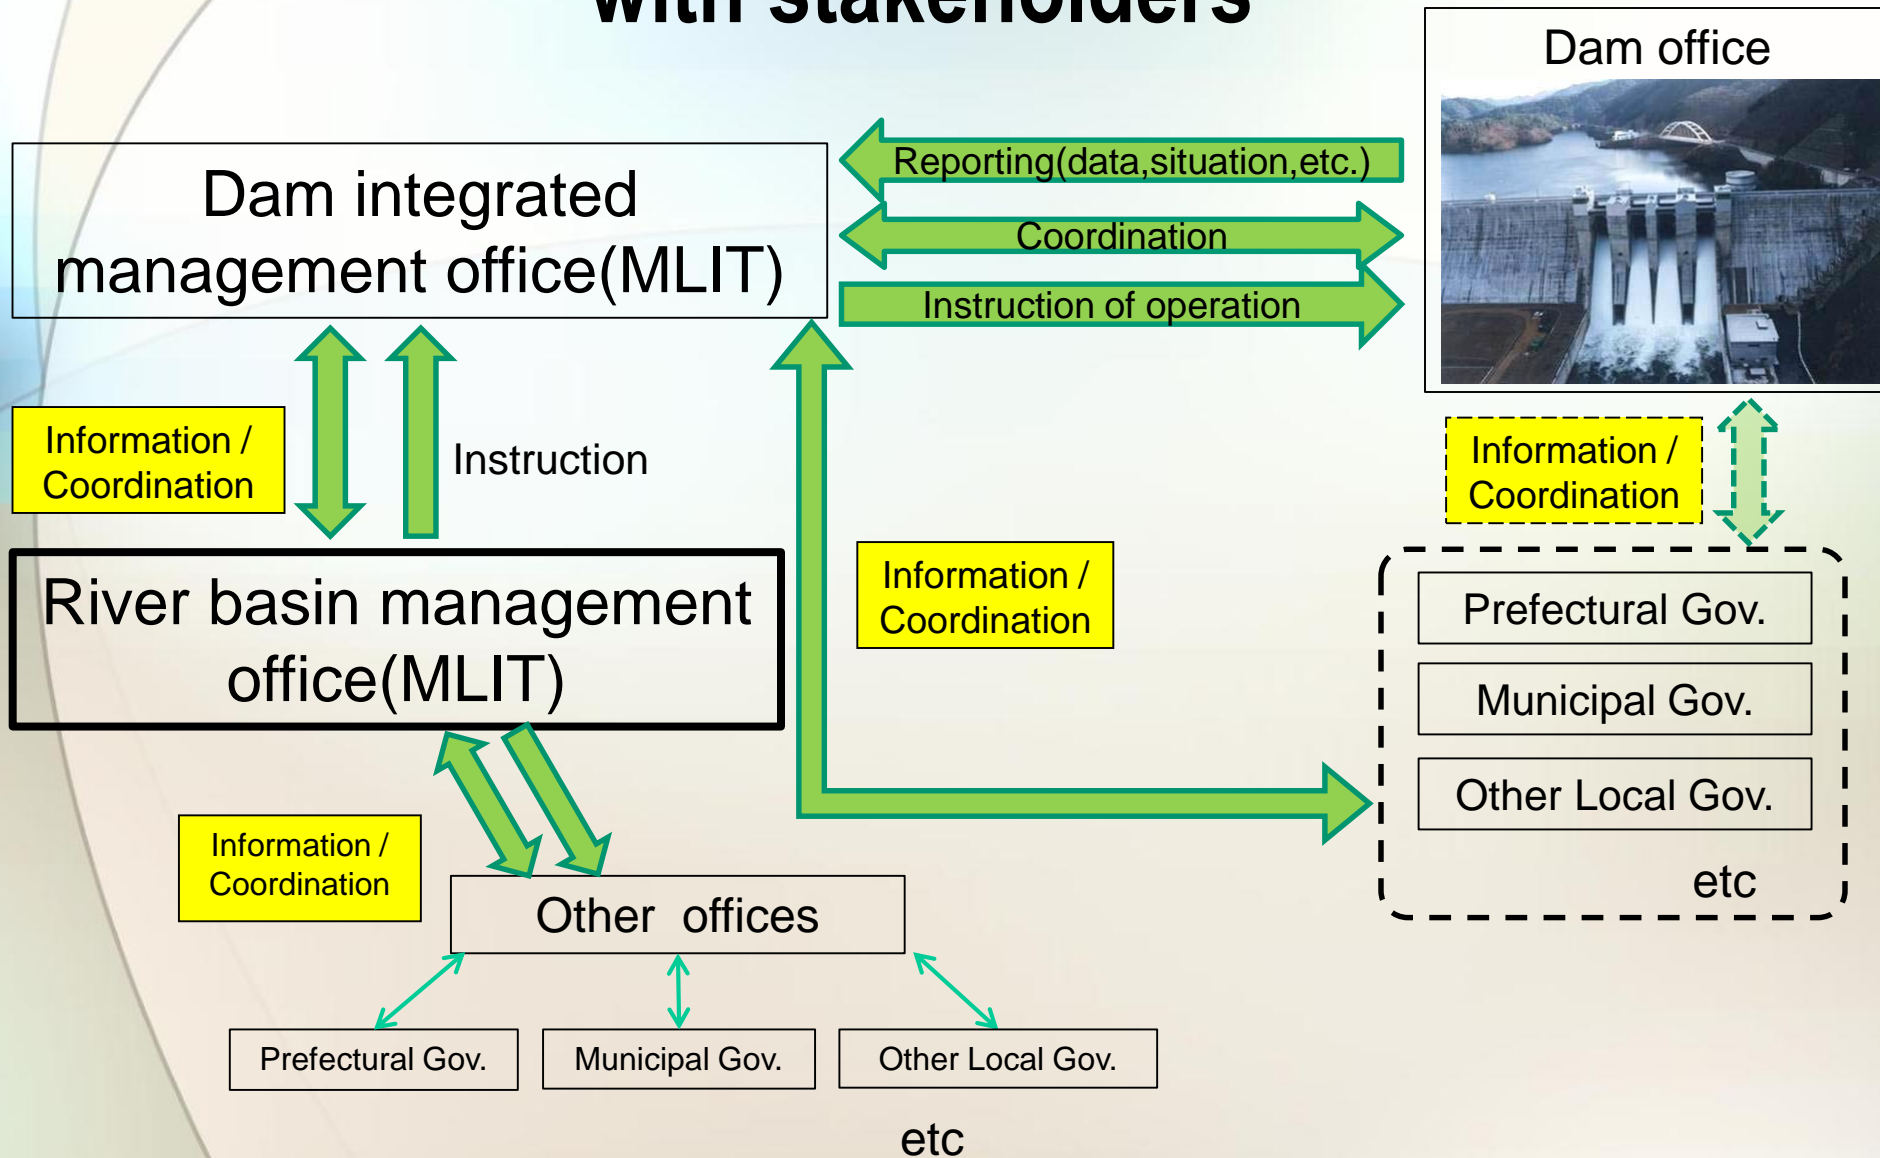 with stakeholders
Dam office
Dam integrated
management office(MLIT)
Reporting(data,situation,etc.)
Coordination
Instruction of operation
Information /
Coordination
Instruction
Information /
Coordination
River basin management
office(MLIT)
Information /
Coordination
Prefectural Gov.
Municipal Gov.
Other Local Gov.
etc
Information /
Coordination
Other  offices
Prefectural Gov.
Municipal Gov.
Other Local Gov.
etc